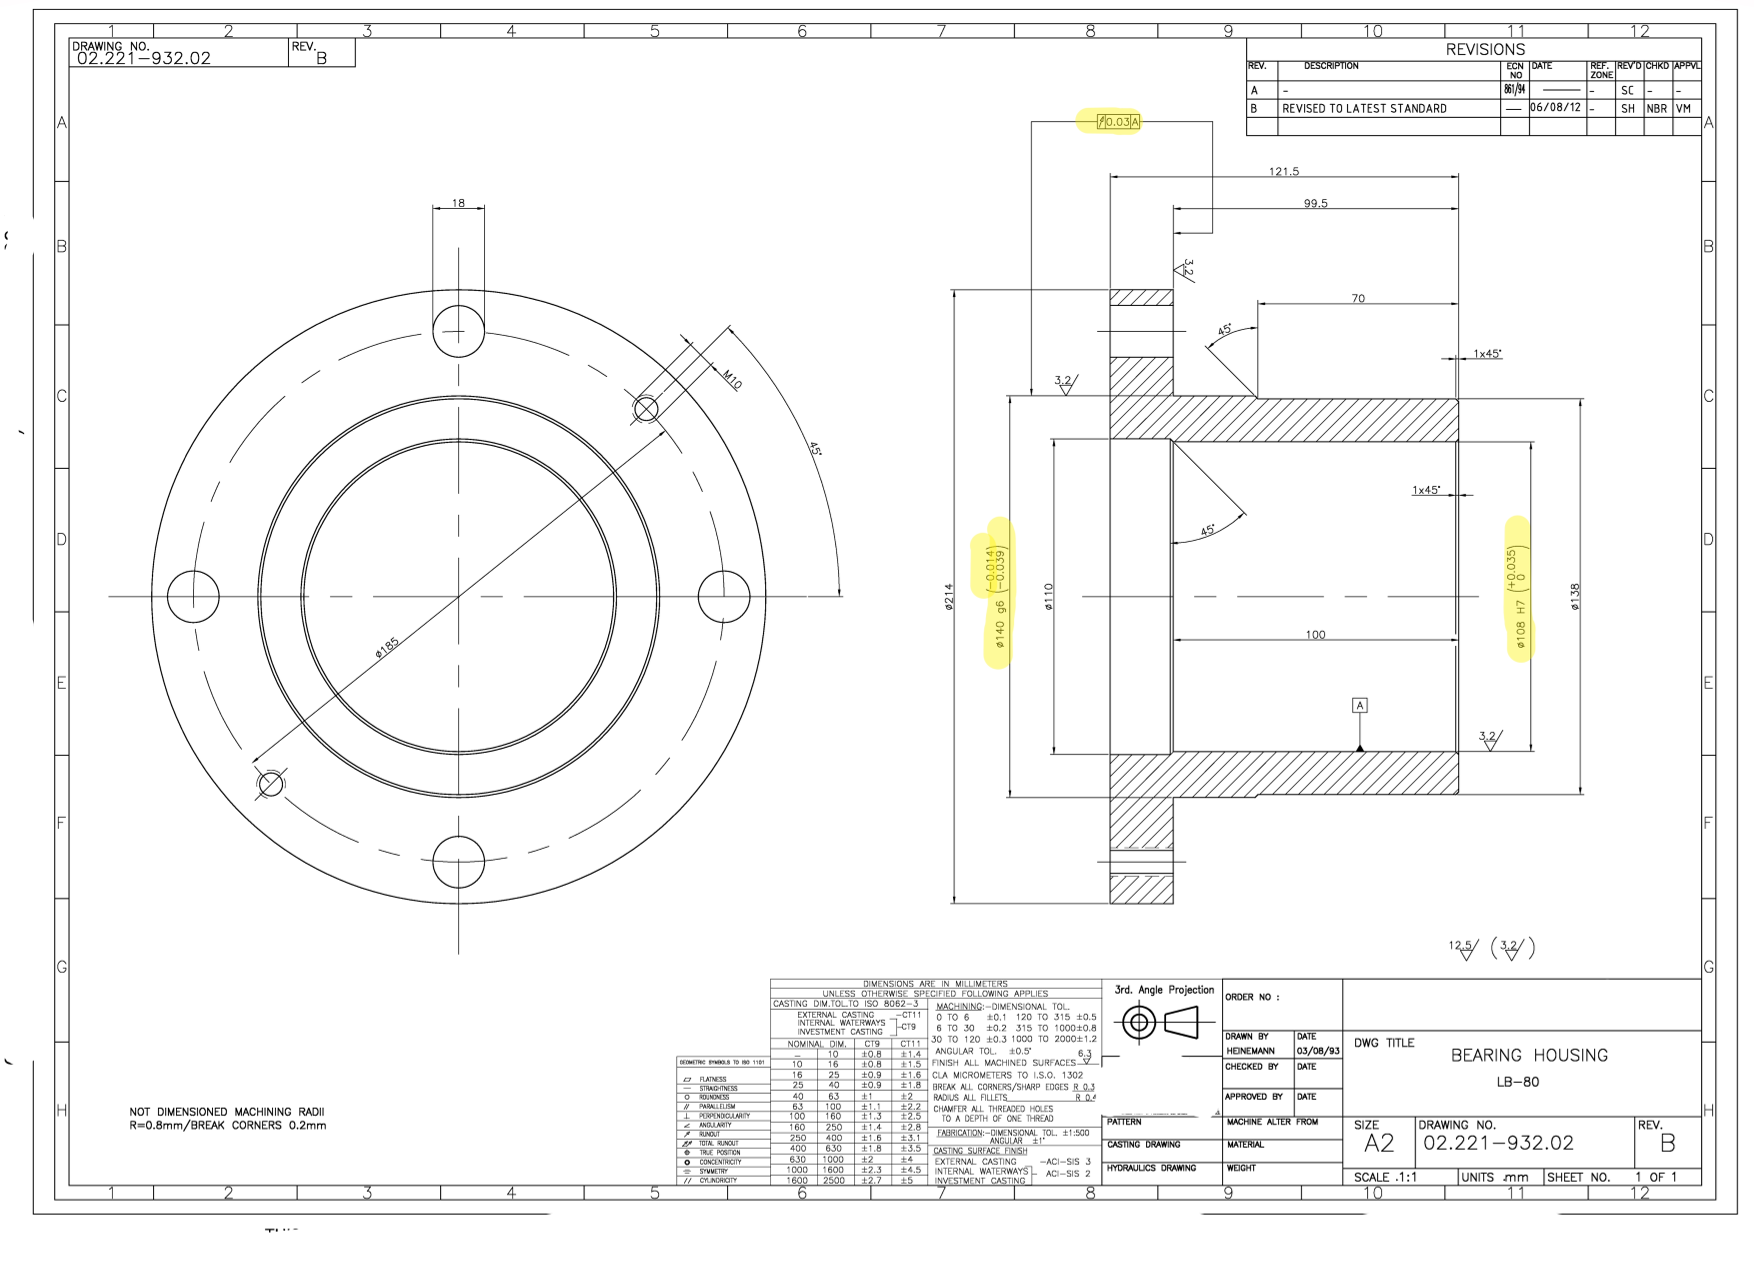 1 2 3 4 5 6 7 8 9 10 11 12
DRAWING NO.
02.221-932.02
REV.
B
REVISIONS
REV. DESCRIPTION ECN NO DATE REF. ZONE REV'D CHKD APPVL
A - 861/94 - SC - -
B REVISED TO LATEST STANDARD — 06/08/12 - SH NBR VM
A A
B B
C C
D D
E E
F F
G G
H H
0.03 A
121.5
99.5
18
3.2
70
45°
1x45°
M10
3.2
45°
1x45°
45°
ø214
ø140 g6 (-0.014 -0.039)
ø110
ø108 H7 (+0.035 0)
ø138
100
ø185
A
3.2
12.5 (3.2)
NOT DIMENSIONED MACHINING RADII
R=0.8mm/BREAK CORNERS 0.2mm
GEOMETRIC SYMBOLS TO ISO 1101
FLATNESS
STRAIGHTNESS
ROUNDNESS
PARALLELISM
PERPENDICULARITY
ANGULARITY
RUNOUT
TOTAL RUNOUT
TRUE POSITION
CONCENTRICITY
SYMMETRY
CYLINDRICITY
DIMENSIONS ARE IN MILLIMETERS
UNLESS OTHERWISE SPECIFIED FOLLOWING APPLIES
CASTING DIM.TOL.TO ISO 8062-3
EXTERNAL CASTING -CT11
INTERNAL WATERWAYS
INVESTMENT CASTING -CT9
NOMINAL DIM. CT9 CT11
– 10 ±0.8 ±1.4
10 16 ±0.8 ±1.5
16 25 ±0.9 ±1.6
25 40 ±0.9 ±1.8
40 63 ±1 ±2
63 100 ±1.1 ±2.2
100 160 ±1.3 ±2.5
160 250 ±1.4 ±2.8
250 400 ±1.6 ±3.1
400 630 ±1.8 ±3.5
630 1000 ±2 ±4
1000 1600 ±2.3 ±4.5
1600 2500 ±2.7 ±5
MACHINING:-DIMENSIONAL TOL.
0 TO 6 ±0.1 120 TO 315 ±0.5
6 TO 30 ±0.2 315 TO 1000±0.8
30 TO 120 ±0.3 1000 TO 2000±1.2
ANGULAR TOL. ±0.5°
FINISH ALL MACHINED SURFACES 6.3
CLA MICROMETERS TO I.S.O. 1302
BREAK ALL CORNERS/SHARP EDGES R 0.3
RADIUS ALL FILLETS R 0.4
CHAMFER ALL THREADED HOLES
TO A DEPTH OF ONE THREAD
FABRICATION:-DIMENSIONAL TOL. ±1:500
ANGULAR ±1°
CASTING SURFACE FINISH
EXTERNAL CASTING -ACI-SIS 3
INTERNAL WATERWAYS
INVESTMENT CASTING ACI-SIS 2
3rd. Angle Projection
PATTERN
CASTING DRAWING
HYDRAULICS DRAWING
ORDER NO :
DRAWN BY DATE
HEINEMANN 03/08/93
CHECKED BY DATE
APPROVED BY DATE
MACHINE ALTER FROM
MATERIAL
WEIGHT
DWG TITLE
BEARING HOUSING
LB-80
SIZE
A2
DRAWING NO.
02.221-932.02
REV.
B
SCALE .1:1 UNITS .mm SHEET NO. 1 OF 1
1 2 3 4 5 6 7 8 9 10 11 12